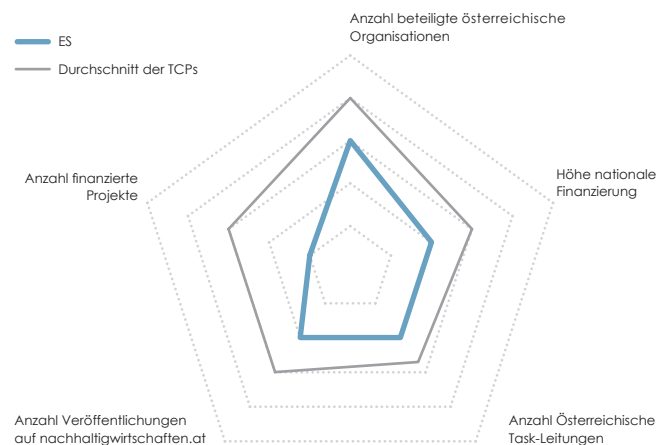 Anzahl beteiligte österreichische
Organisationen
ES
Durchschnitt der TCPs
Höhe nationale
Finanzierung
Anzahl finanzierte
Projekte
Anzahl Veröffentlichungen
auf nachhaltigwirtschaften.at
Anzahl Österreichische
Task-Leitungen